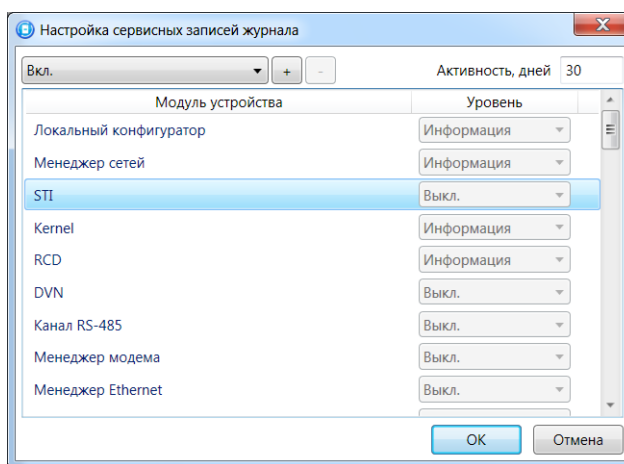 Настройка сервисных записей журнала
Вкл. + - Активность, дней 30
Модуль устройства Уровень
Локальный конфигуратор Информация
Менеджер сетей Информация
STI Выкл.
Kernel Информация
RCD Информация
DVN Выкл.
Канал RS-485 Выкл.
Менеджер модема Выкл.
Менеджер Ethernet Выкл.
OK Отмена